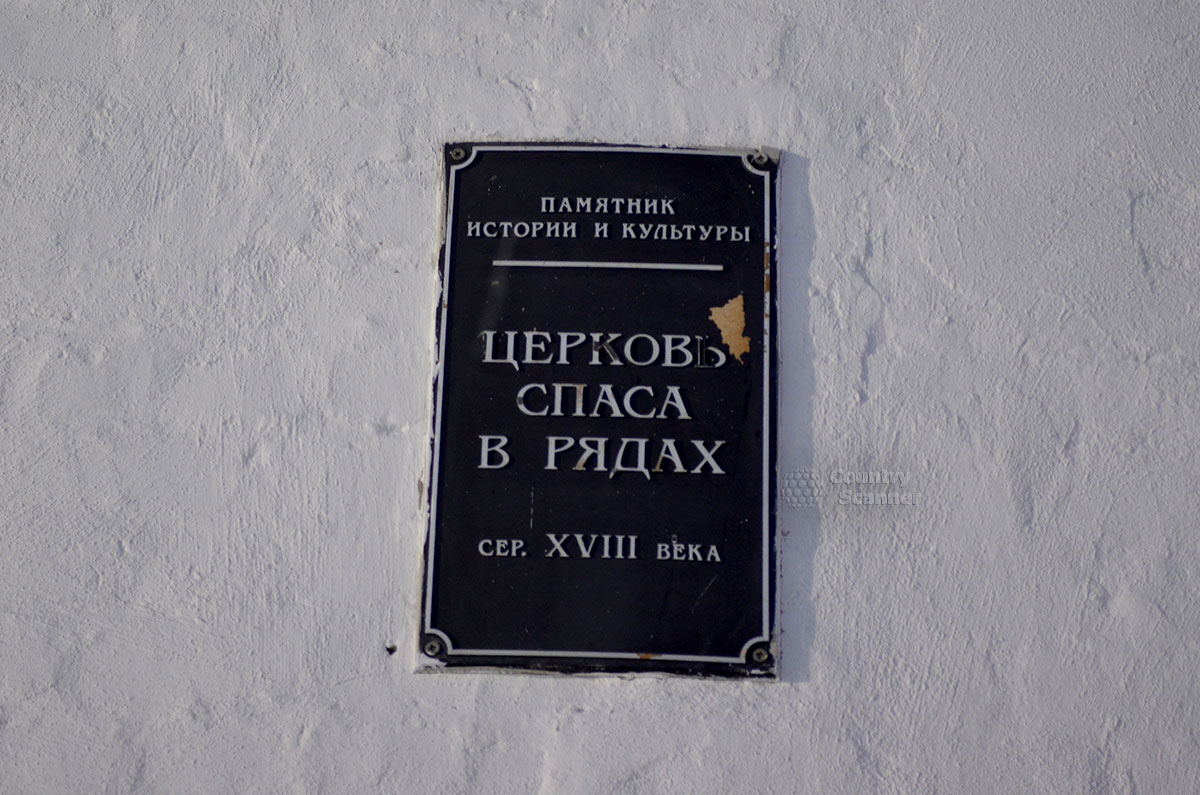 ПАМЯТНИК
ИСТОРИИ И КУЛЬТУРЫ
ЦЕРКОВЬ
СПАСА
В РЯДАХ
СЕР. XVIII ВЕКА
Country
Scanner